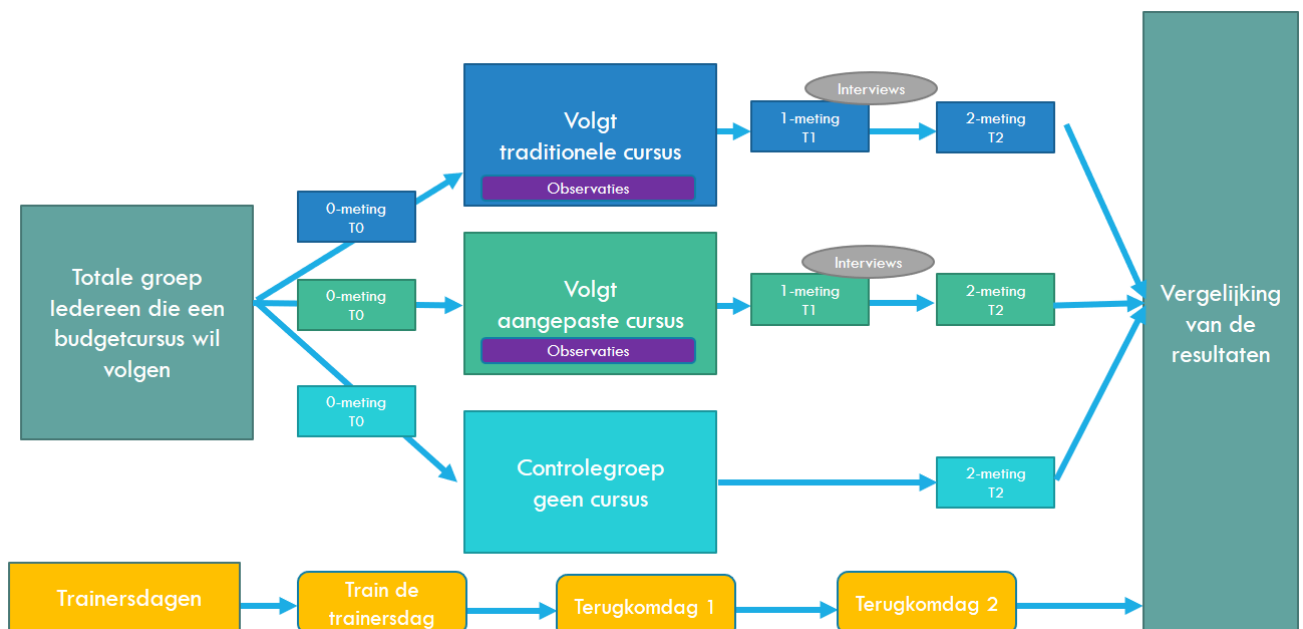 Totale groep
Iedereen die een
budgetcursus wil
volgen
0-meting
T0
0-meting
T0
0-meting
T0
Volgt
traditionele cursus
Observaties
Interviews
1-meting
T1
2-meting
T2
Volgt
aangepaste cursus
Observaties
Interviews
1-meting
T1
2-meting
T2
Controlegroep
geen cursus
2-meting
T2
Vergelijking
van de
resultaten
Trainersdagen
Train de
trainersdag
Terugkomdag 1
Terugkomdag 2